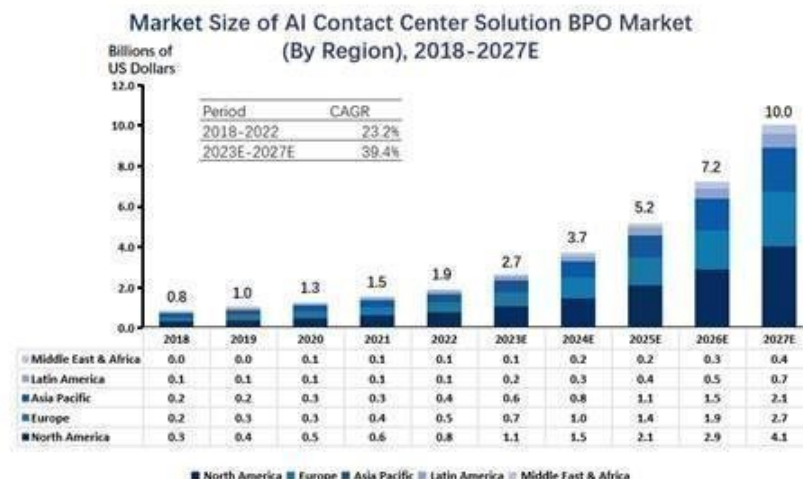 Market Size of AI Contact Center Solution BPO Market
(By Region), 2018-2027E
Billions of
US Dollars
12.0
10.0
8.0
6.0
4.0
2.0
0.0
Period CAGR
2018-2022 23.2%
2023E-2027E 39.4%
0.8 1.0 1.3 1.5 1.9 2.7 3.7 5.2 7.2 10.0
2018 2019 2020 2021 2022 2023E 2024E 2025E 2026E 2027E
Middle East & Africa 0.0 0.0 0.1 0.1 0.1 0.1 0.2 0.2 0.3 0.4
Latin America 0.1 0.1 0.1 0.1 0.1 0.2 0.3 0.4 0.5 0.7
Asia Pacific 0.2 0.2 0.3 0.3 0.4 0.6 0.8 1.1 1.5 2.1
Europe 0.2 0.3 0.3 0.4 0.5 0.7 1.0 1.4 1.9 2.7
North America 0.3 0.4 0.5 0.6 0.8 1.1 1.5 2.1 2.9 4.1
North America Europe Asia Pacific Latin America Middle East & Africa